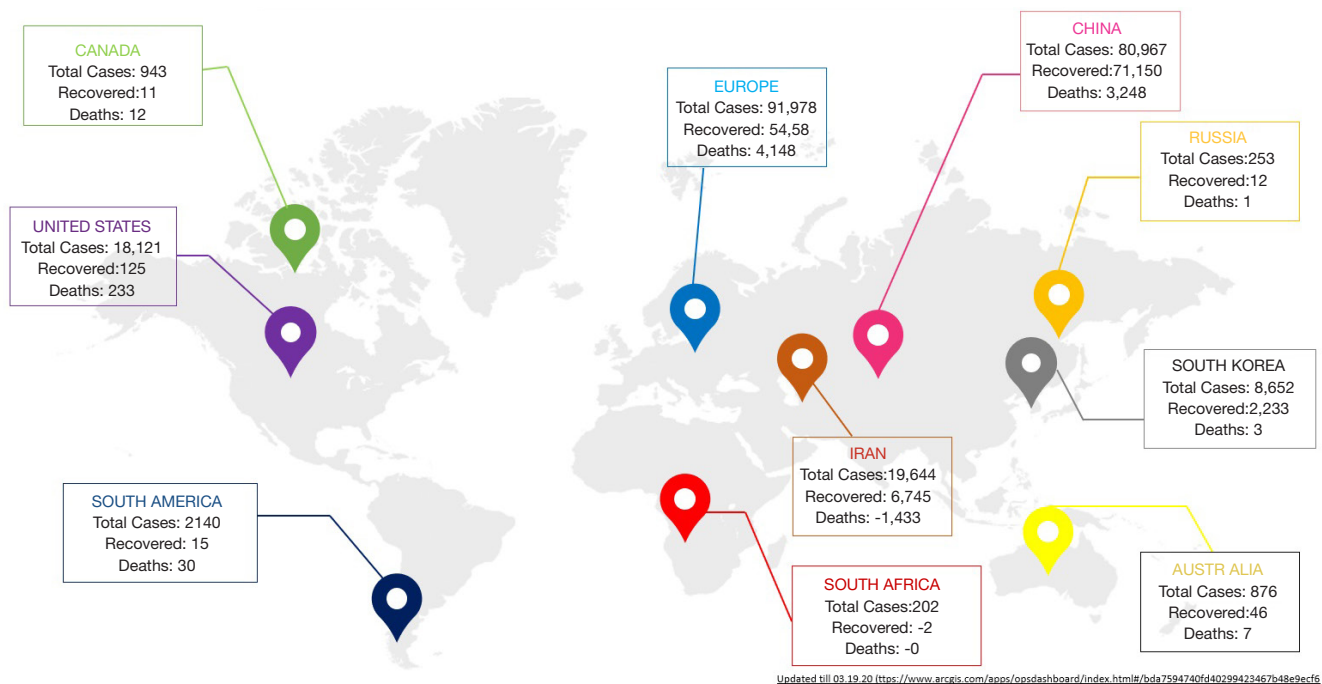 CANADA
Total Cases: 943
Recovered:11
Deaths: 12
UNITED STATES
Total Cases: 18,121
Recovered:125
Deaths: 233
SOUTH AMERICA
Total Cases: 2140
Recovered: 15
Deaths: 30
EUROPE
Total Cases: 91,978
Recovered: 54,58
Deaths: 4,148
CHINA
Total Cases: 80,967
Recovered:71,150
Deaths: 3,248
RUSSIA
Total Cases:253
Recovered:12
Deaths: 1
SOUTH KOREA
Total Cases: 8,652
Recovered:2,233
Deaths: 3
IRAN
Total Cases:19,644
Recovered: 6,745
Deaths: -1,433
SOUTH AFRICA
Total Cases:202
Recovered: -2
Deaths: -0
AUSTR ALIA
Total Cases: 876
Recovered:46
Deaths: 7
Updated till 03.19.20 (ttps://www.arcgis.com/apps/opsdashboard/index.html#/bda7594740fd40299423467b48e9ecf6